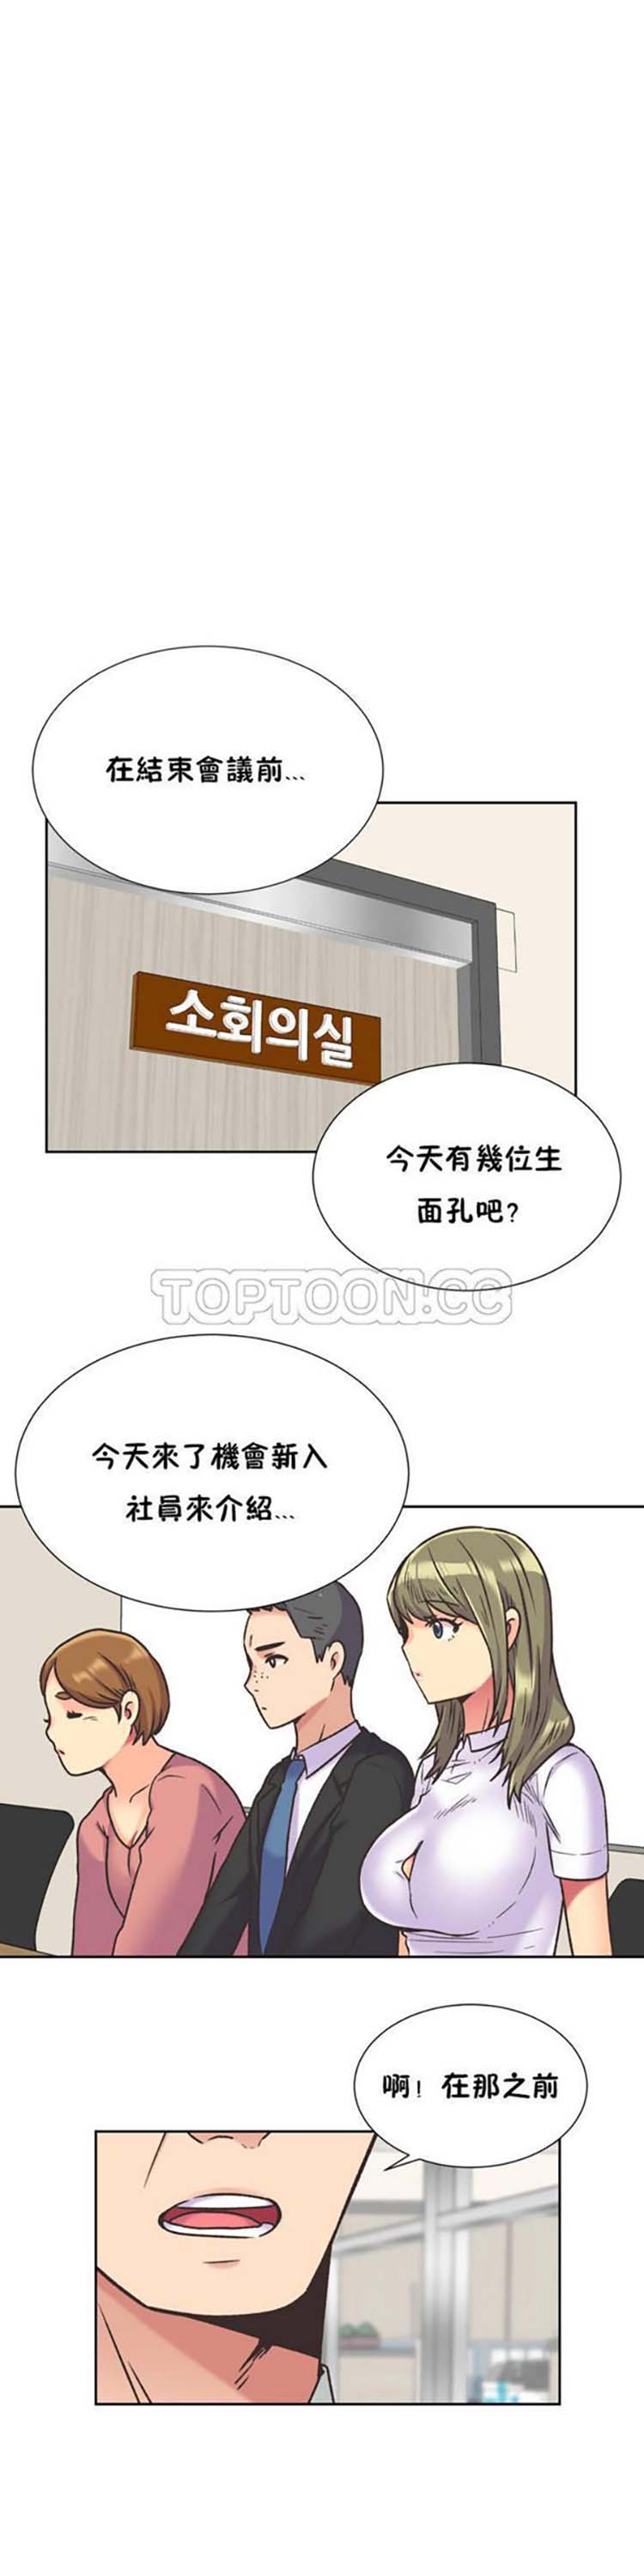 在結束會議前...
소회의실
今天有幾位生
面孔吧?
TOPTOON.CC
今天來了機會新入
社員來介紹...
啊! 在那之前